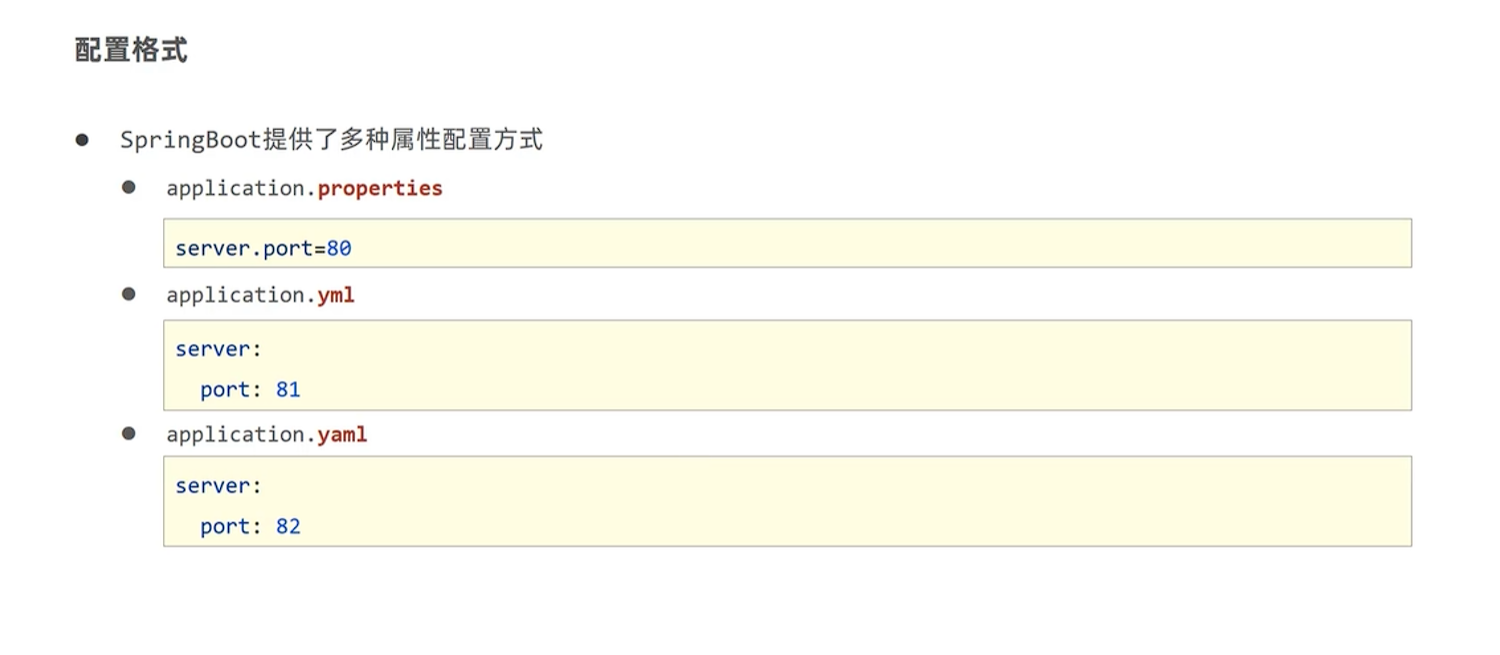 配置格式
SpringBoot提供了多种属性配置方式
application.properties
server.port=80
application.yml
server:
  port: 81
application.yaml
server:
  port: 82